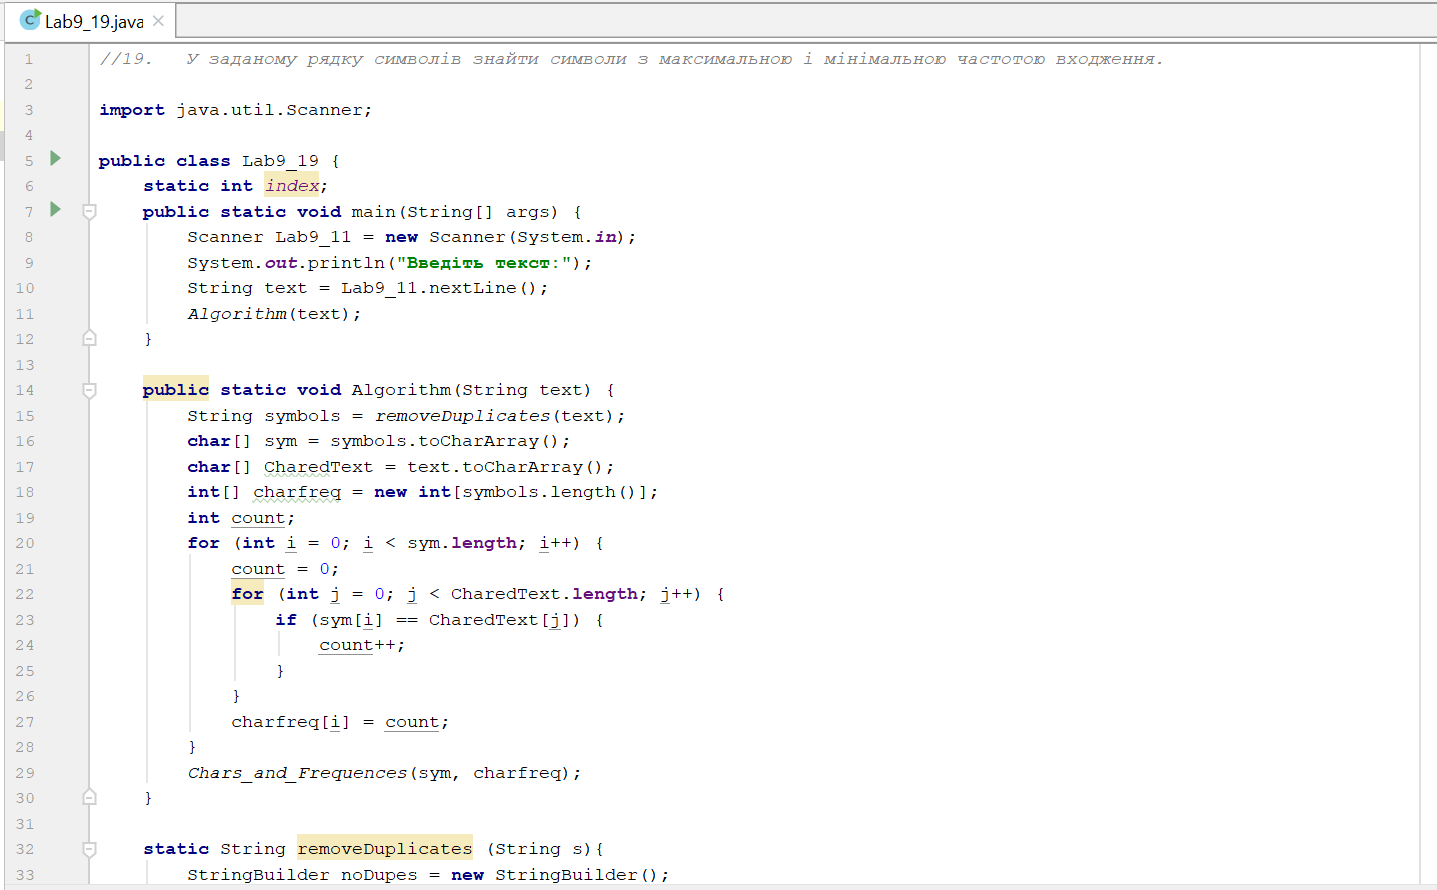 Lab9_19.java
1 //19.   У заданому рядку символів знайти символи з максимальною і мінімальною частотою входження.
2
3 import java.util.Scanner;
4
5 public class Lab9_19 {
6     static int index;
7     public static void main(String[] args) {
8         Scanner Lab9_11 = new Scanner(System.in);
9         System.out.println("Введіть текст:");
10         String text = Lab9_11.nextLine();
11         Algorithm(text);
12     }
13
14     public static void Algorithm(String text) {
15         String symbols = removeDuplicates(text);
16         char[] sym = symbols.toCharArray();
17         char[] CharedText = text.toCharArray();
18         int[] charfreq = new int[symbols.length()];
19         int count;
20         for (int i = 0; i < sym.length; i++) {
21             count = 0;
22             for (int j = 0; j < CharedText.length; j++) {
23                 if (sym[i] == CharedText[j]) {
24                     count++;
25                 }
26             }
27             charfreq[i] = count;
28         }
29         Chars_and_Frequences(sym, charfreq);
30     }
31
32     static String removeDuplicates (String s){
33         StringBuilder noDupes = new StringBuilder();